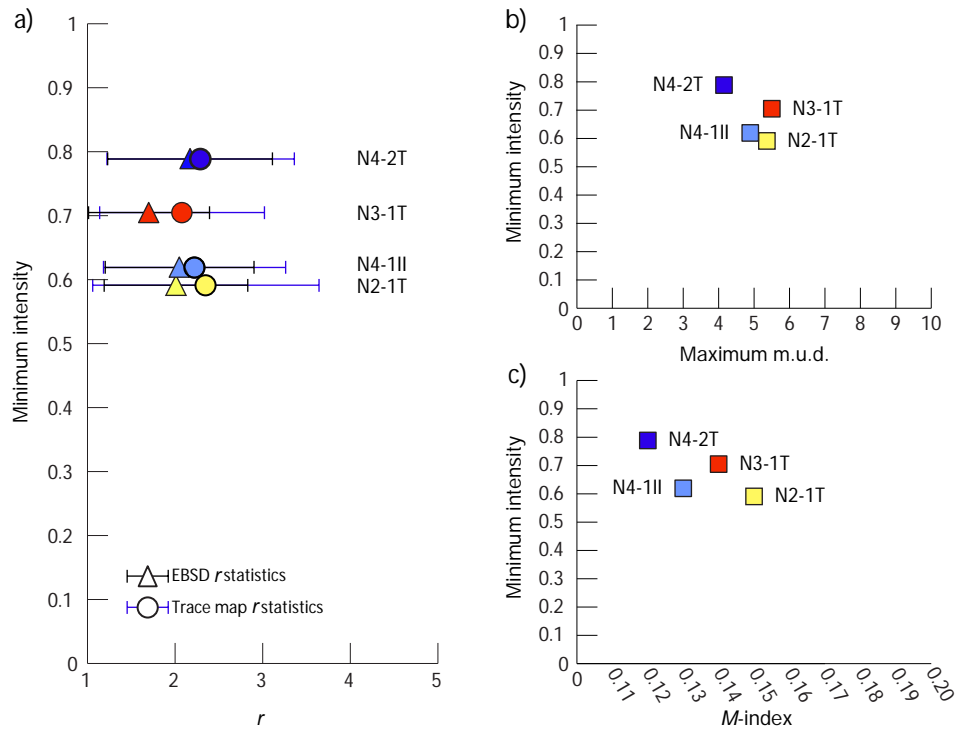 a)
1
0.9
0.8
0.7
0.6
0.5
0.4
0.3
0.2
0.1
0
Minimum intensity
N4-2T
N3-1T
N4-1II
N2-1T
EBSD r statistics
Trace map r statistics
1 2 3 4 5
r
b)
1
0.9
0.8
0.7
0.6
0.5
0.4
0.3
0.2
0.1
0
Minimum intensity
N4-2T
N3-1T
N4-1II
N2-1T
0 1 2 3 4 5 6 7 8 9 10
Maximum m.u.d.
c)
1
0.9
0.8
0.7
0.6
0.5
0.4
0.3
0.2
0.1
0
Minimum intensity
N4-2T
N3-1T
N4-1II
N2-1T
0 0.11 0.12 0.13 0.14 0.15 0.16 0.17 0.18 0.19 0.20
M-index